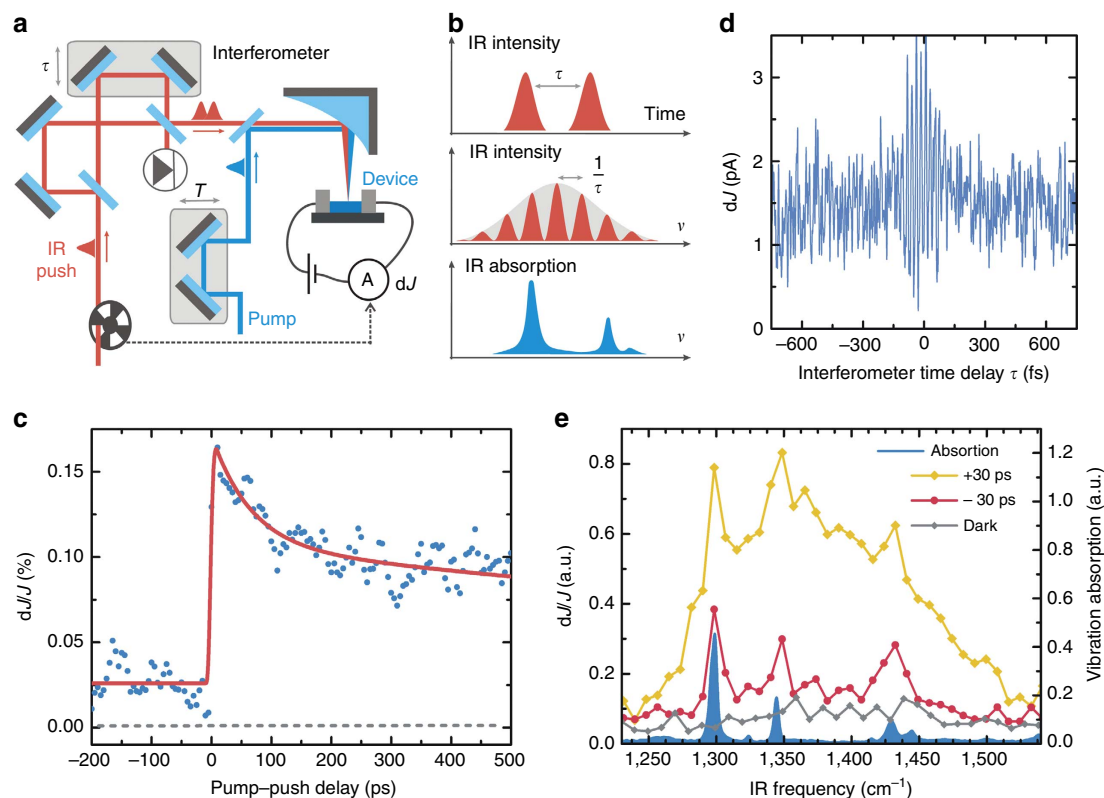 a
Interferometer
τ
T
IR
push
Pump
Device
A
dJ
b
IR intensity
τ
Time
IR intensity
1
τ
ν
IR absorption
ν
d
dJ (pA)
3
2
1
0
−600
−300
0
300
600
Interferometer time delay τ (fs)
c
dJ/J (%)
0.15
0.10
0.05
0.00
−200
−100
0
100
200
300
400
500
Pump–push delay (ps)
e
dJ/J (a.u.)
0.8
0.6
0.4
0.2
0.0
Absortion
+30 ps
– 30 ps
Dark
1.2
1.0
0.8
0.6
0.4
0.2
0.0
Vibration absorption (a.u.)
1,250
1,300
1,350
1,400
1,450
1,500
IR frequency (cm⁻¹)